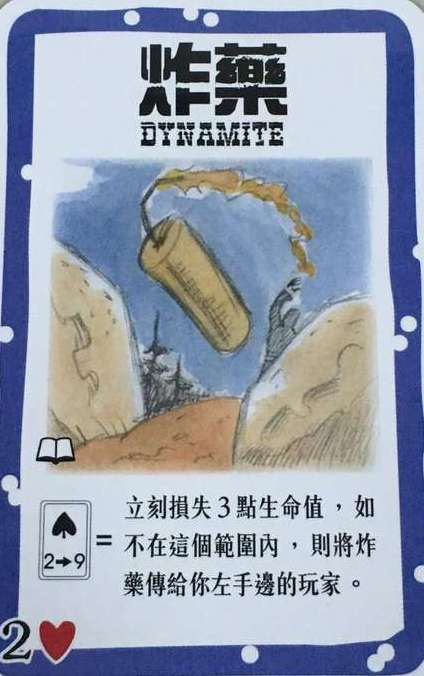 炸藥
DYNAMITE
♠
2→9
=
立刻損失3點生命值，如
不在這個範圍內，則將炸
藥傳給你左手邊的玩家。
2♥